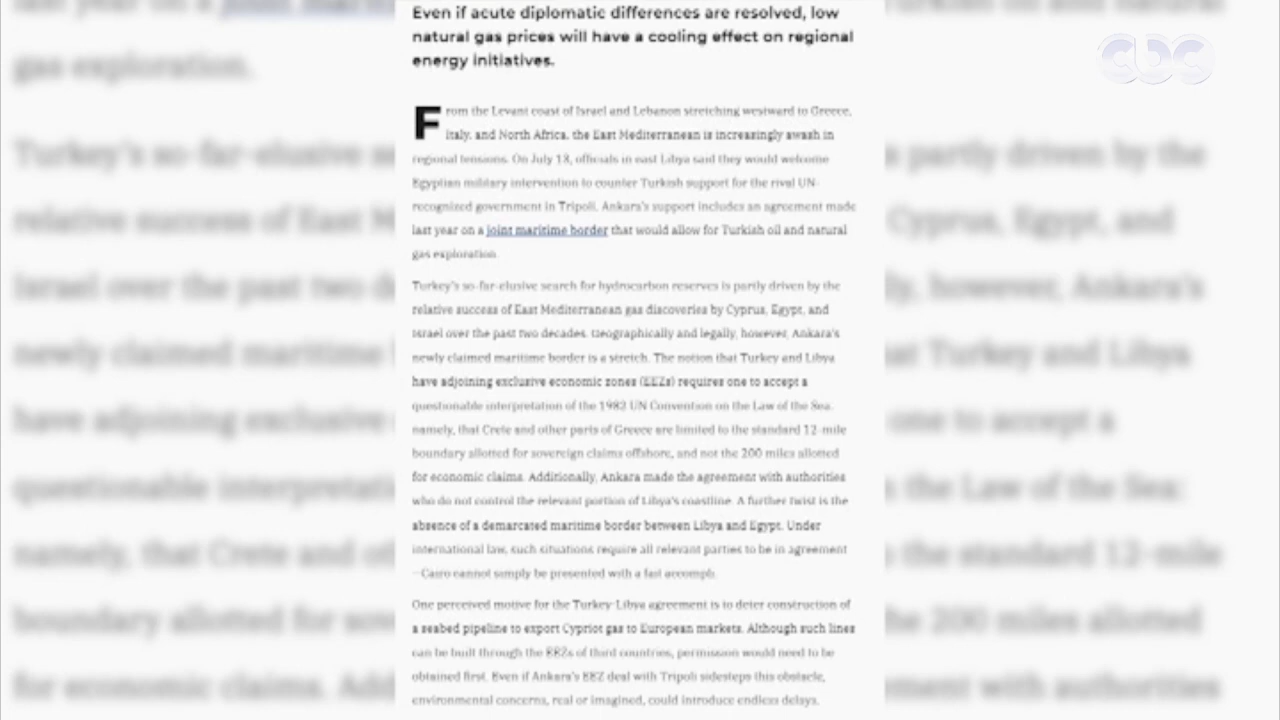 Even if acute diplomatic differences are resolved, low
natural gas prices will have a cooling effect on regional
energy initiatives.
cbc
From the Levant coast of Israel and Lebanon stretching westward to Greece,
Italy, and North Africa, the East Mediterranean is increasingly awash in
regional tensions. On July 18, officials in east Libya said they would welcome
Egyptian military intervention to counter Turkish support for the rival UN-
recognized government in Tripoli. Ankara's support includes an agreement made
last year on a joint maritime border that would allow for Turkish oil and natural
gas exploration.
Turkey's so-far-elusive search for hydrocarbon reserves is partly driven by the
relative success of East Mediterranean gas discoveries by Cyprus, Egypt, and
Israel over the past two decades. Geographically and legally, however, Ankara's
newly claimed maritime border is a stretch. The notion that Turkey and Libya
have adjoining exclusive economic zones (EEZs) requires one to accept a
questionable interpretation of the 1982 UN Convention on the Law of the Sea:
namely, that Crete and other parts of Greece are limited to the standard 12-mile
boundary allotted for sovereign claims offshore, and not the 200 miles allotted
for economic claims. Additionally, Ankara made the agreement with authorities
who do not control the relevant portion of Libya's coastline. A further twist is the
absence of a demarcated maritime border between Libya and Egypt. Under
international law, such situations require all relevant parties to be in agreement
—Cairo cannot simply be presented with a fait accompli.
One perceived motive for the Turkey-Libya agreement is to deter construction of
a seabed pipeline to export Cypriot gas to European markets. Although such lines
can be built through the EEZs of third countries, permission would need to be
obtained first. Even if Ankara's EEZ deal with Tripoli sidesteps this obstacle,
environmental concerns, real or imagined, could introduce endless delays.